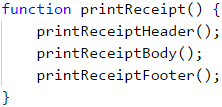 function printReceipt() {
    printReceiptHeader();
    printReceiptBody();
    printReceiptFooter();
}